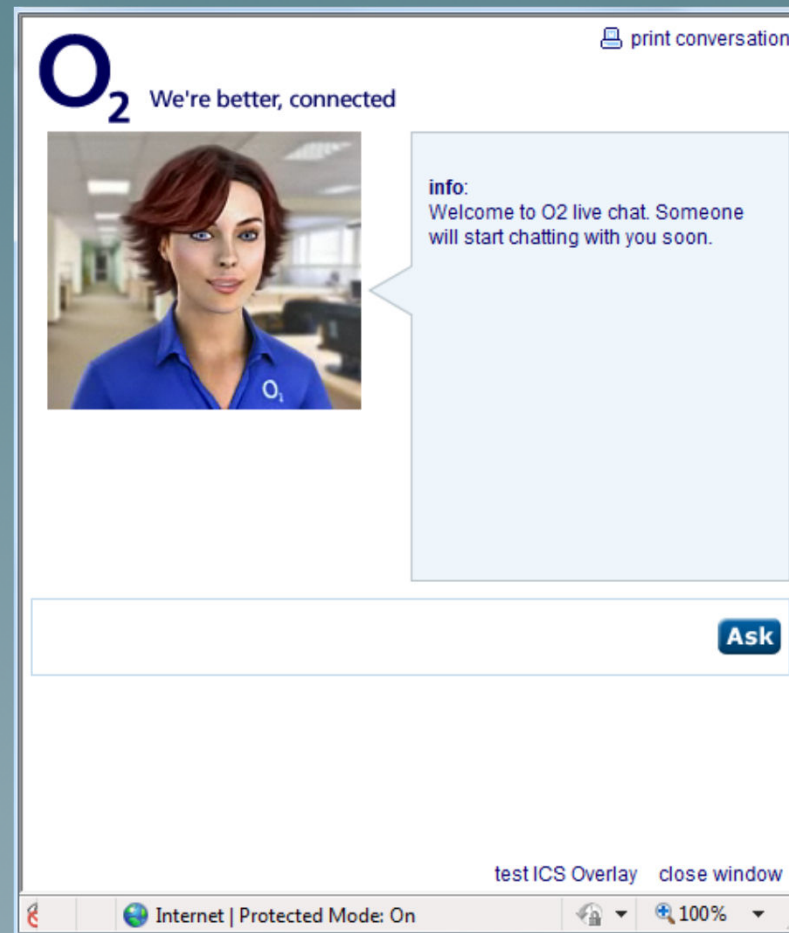 print conversation
O2 We're better, connected
info:
Welcome to O2 live chat. Someone
will start chatting with you soon.
O2
Ask
test ICS Overlay close window
Internet | Protected Mode: On 100%